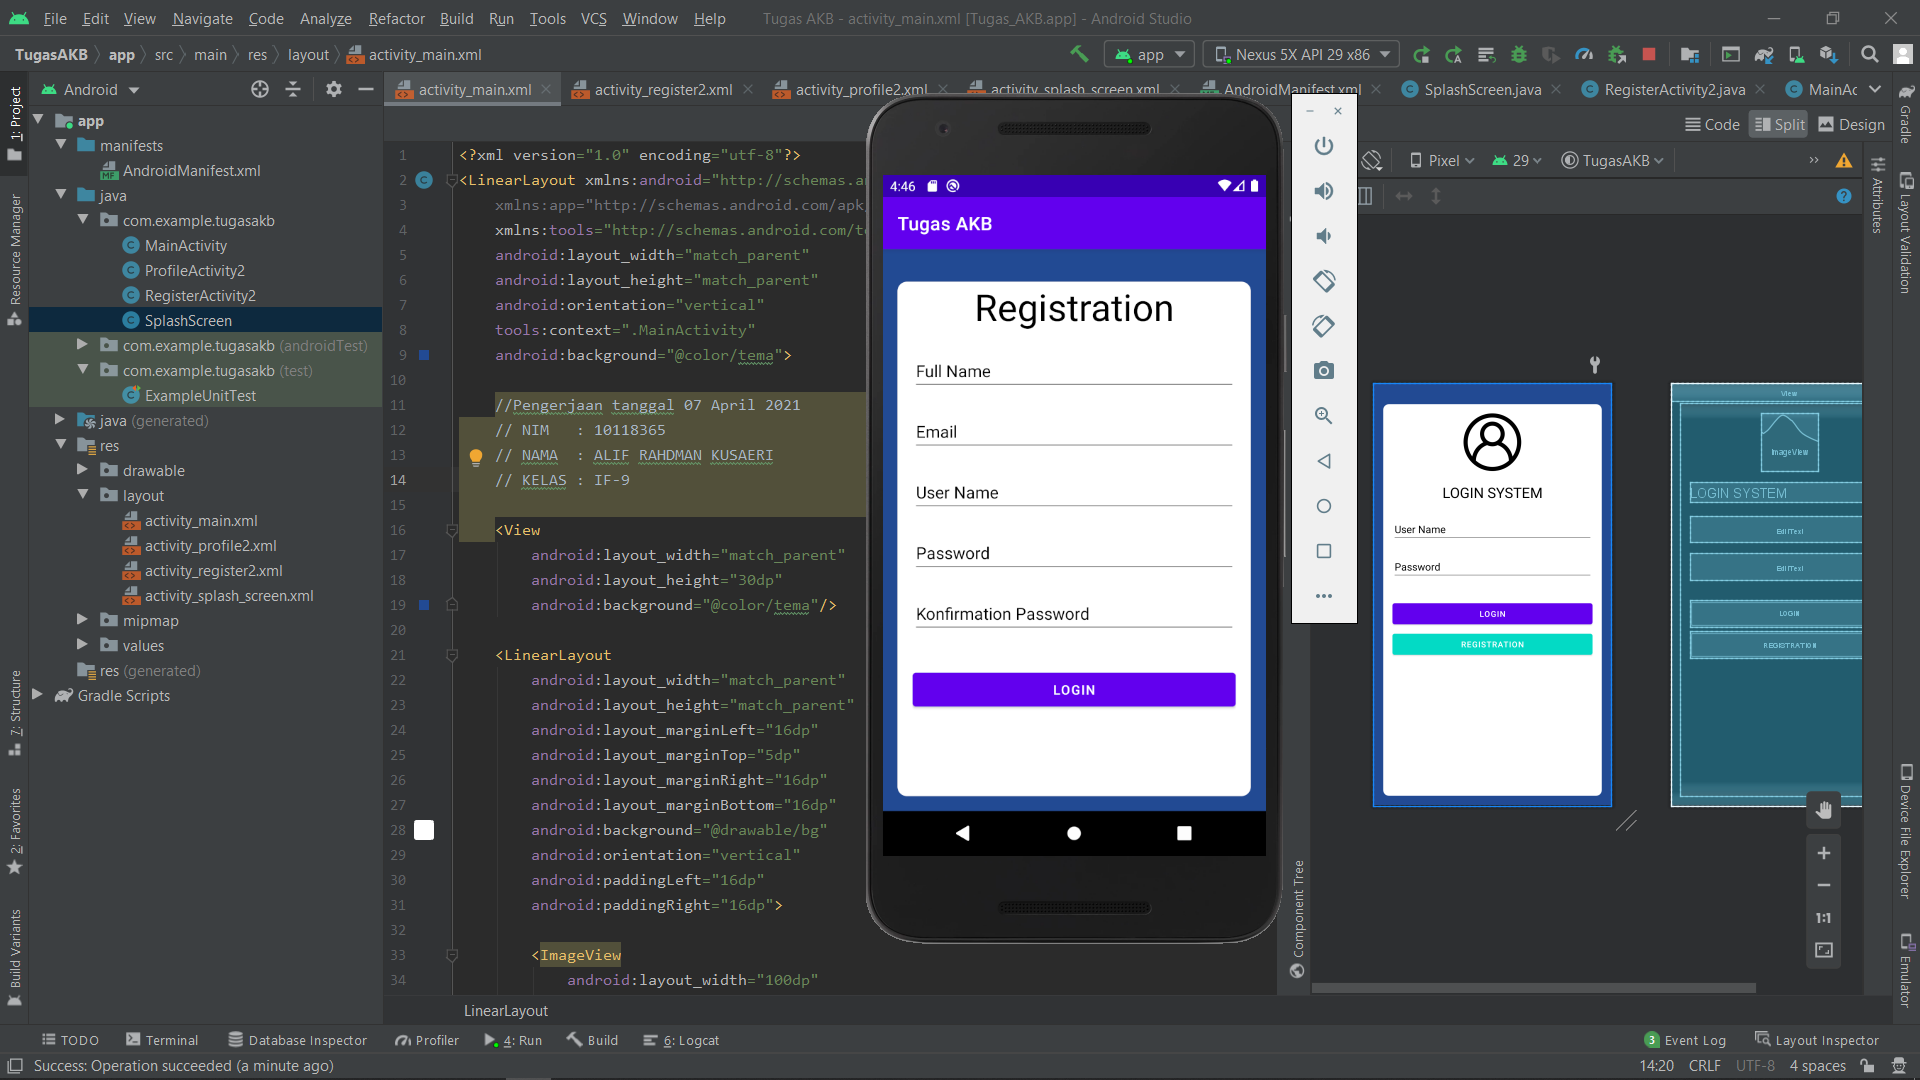 File Edit View Navigate Code Analyze Refactor Build Run Tools VCS Window Help Tugas AKB - activity_main.xml [Tugas_AKB.app] - Android Studio
TugasAKB app src main res layout activity_main.xml app Nexus 5X API 29 x86
Android activity_main.xml activity_register2.xml activity_profile2.xml activity_splash_screen.xml AndroidManifest.xml SplashScreen.java RegisterActivity2.java MainAc
Code Split Design
Pixel 29 TugasAKB
1: Project
Resource Manager
7: Structure
2: Favorites
Build Variants
app
manifests
AndroidManifest.xml
java
com.example.tugasakb
MainActivity
ProfileActivity2
RegisterActivity2
SplashScreen
com.example.tugasakb (androidTest)
com.example.tugasakb (test)
ExampleUnitTest
java (generated)
res
drawable
layout
activity_main.xml
activity_profile2.xml
activity_register2.xml
activity_splash_screen.xml
mipmap
values
res (generated)
Gradle Scripts
1 <?xml version="1.0" encoding="utf-8"?>
2 <LinearLayout xmlns:android="http://schemas.an
3 xmlns:app="http://schemas.android.com/apk
4 xmlns:tools="http://schemas.android.com/to
5 android:layout_width="match_parent"
6 android:layout_height="match_parent"
7 android:orientation="vertical"
8 tools:context=".MainActivity"
9 android:background="@color/tema">
10
11 //Pengerjaan tanggal 07 April 2021
12 // NIM : 10118365
13 // NAMA : ALIF RAHDMAN KUSAERI
14 // KELAS : IF-9
15
16 <View
17 android:layout_width="match_parent"
18 android:layout_height="30dp"
19 android:background="@color/tema"/>
20
21 <LinearLayout
22 android:layout_width="match_parent"
23 android:layout_height="match_parent"
24 android:layout_marginLeft="16dp"
25 android:layout_marginTop="5dp"
26 android:layout_marginRight="16dp"
27 android:layout_marginBottom="16dp"
28 android:background="@drawable/bg"
29 android:orientation="vertical"
30 android:paddingLeft="16dp"
31 android:paddingRight="16dp">
32
33 <ImageView
34 android:layout_width="100dp"
LinearLayout
4:46
Tugas AKB
Registration
Full Name
Email
User Name
Password
Konfirmation Password
LOGIN
Component Tree
LOGIN SYSTEM
User Name
Password
LOGIN
REGISTRATION
View
ImageView
LOGIN SYSTEM
EditText
EditText
LOGIN
REGISTRATION
1:1
Gradle
Attributes
Layout Validation
Device File Explorer
Emulator
TODO Terminal Database Inspector Profiler 4: Run Build 6: Logcat 3 Event Log Layout Inspector
Success: Operation succeeded (a minute ago) 14:20 CRLF UTF-8 4 spaces